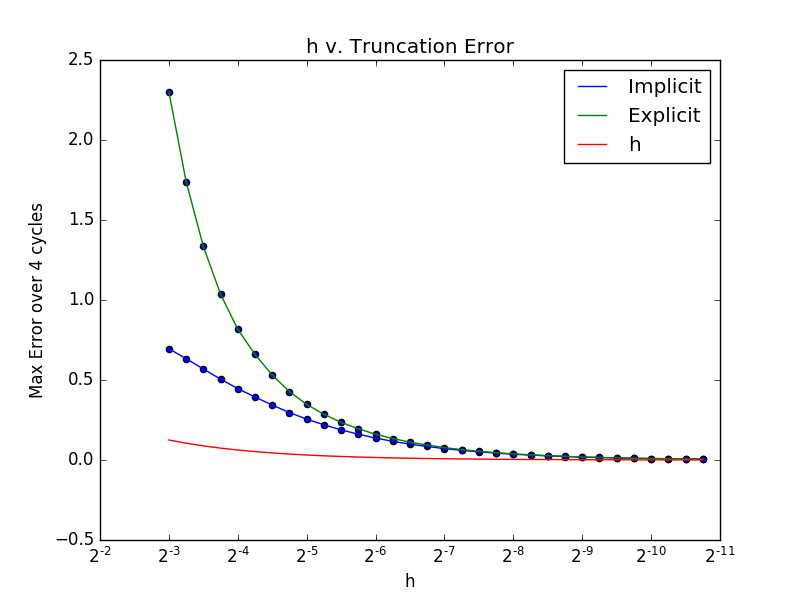 h v. Truncation Error
2.5
2.0
1.5
1.0
0.5
0.0
−0.5
Max Error over 4 cycles
Implicit
Explicit
h
2⁻² 2⁻³ 2⁻⁴ 2⁻⁵ 2⁻⁶ 2⁻⁷ 2⁻⁸ 2⁻⁹ 2⁻¹⁰ 2⁻¹¹
h